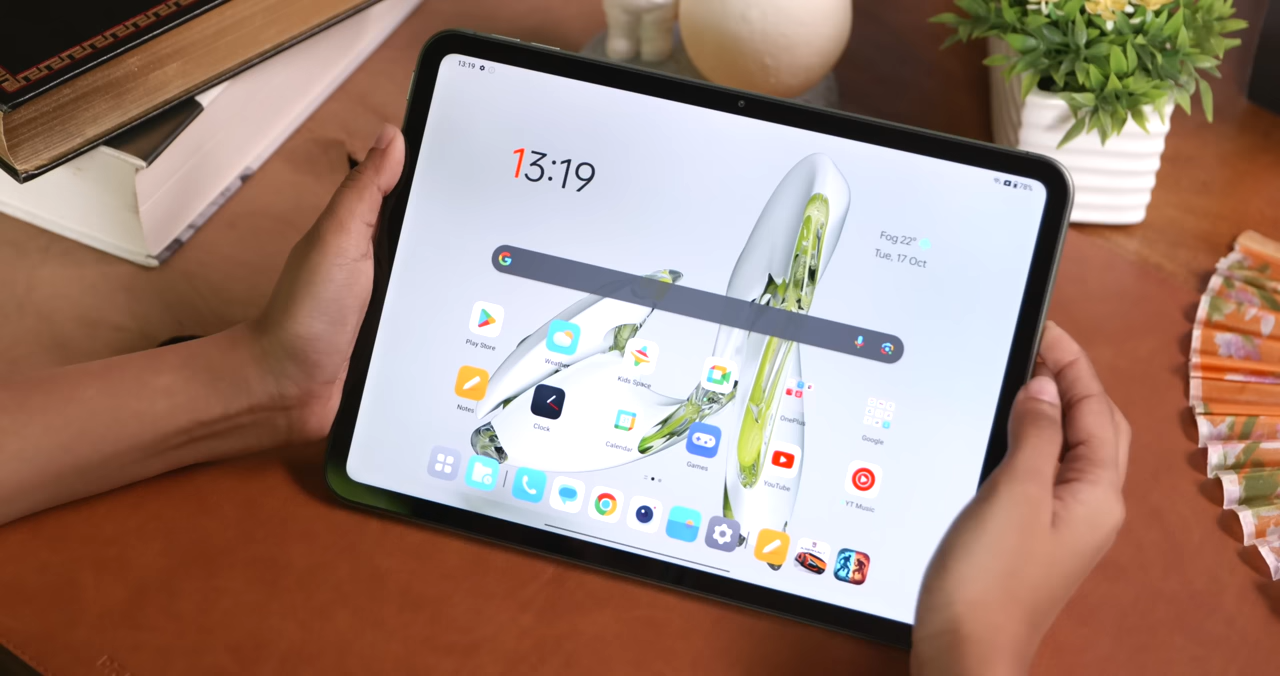 13:19
78%
13:19
Fog 22°
Tue, 17 Oct
Play Store
Weather
Kids Space
OnePlus
Google
Notes
Clock
Calendar
Games
YouTube
YT Music